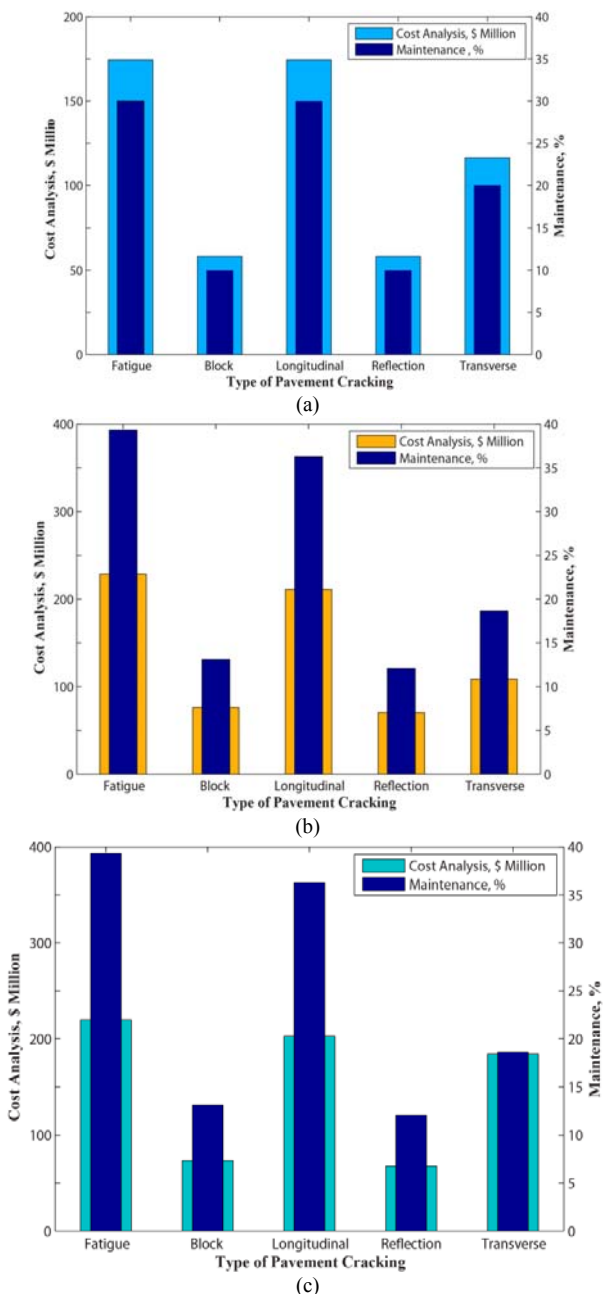 200
150
100
50
0
40
35
30
25
20
15
10
5
0
Cost Analysis, $ Millio
Maintenance, %
Cost Analysis, $ Million
Maintenance , %
Fatigue Block Longitudinal Reflection Transverse
Type of Pavement Cracking
(a)
400
300
200
100
0
40
35
30
25
20
15
10
5
0
Cost Analysis, $ Million
Maintenance, %
Cost Analysis, $ Million
Maintenance, %
Fatigue Block Longitudinal Reflection Transverse
Type of Pavement Cracking
(b)
400
300
200
100
0
40
35
30
25
20
15
10
5
0
Cost Analysis, $ Million
Maintenance, %
Cost Analysis, $ Million
Maintenance, %
Fatigue Block Longitudinal Reflection Transverse
Type of Pavement Cracking
(c)